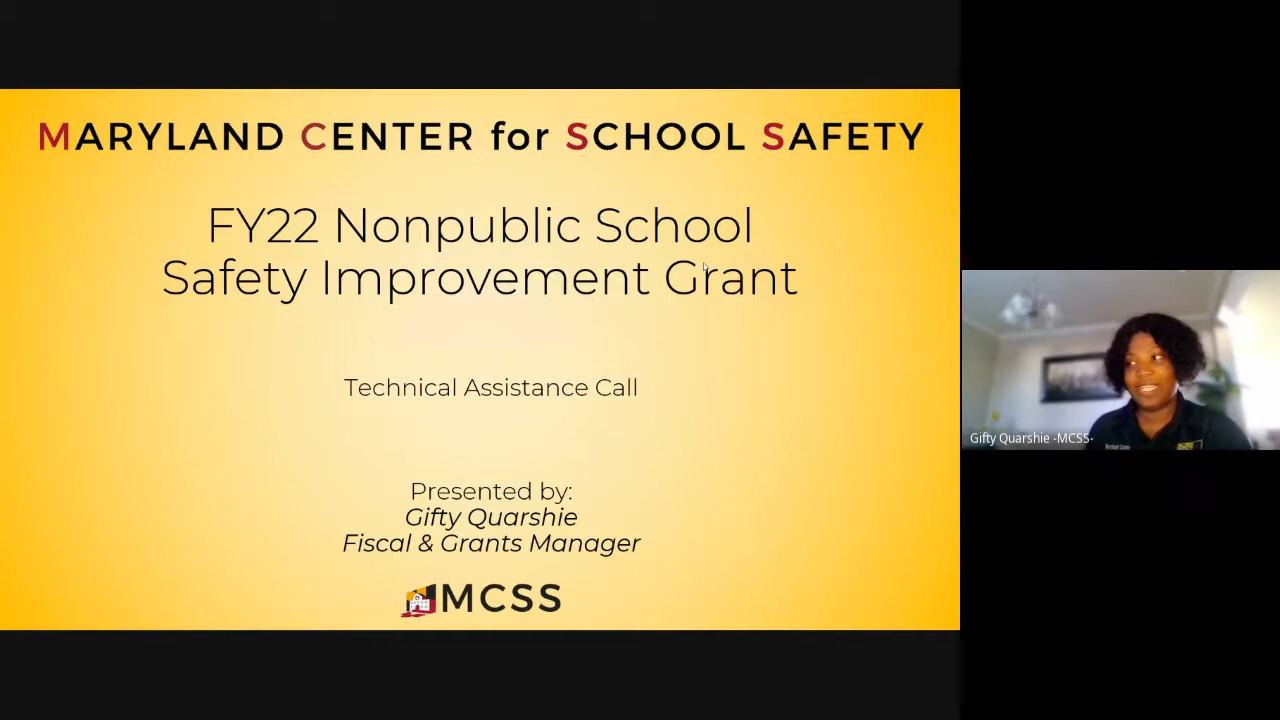 MARYLAND CENTER for SCHOOL SAFETY
FY22 Nonpublic School
Safety Improvement Grant
Technical Assistance Call
Presented by:
Gifty Quarshie
Fiscal & Grants Manager
MCSS
Gifty Quarshie -MCSS-